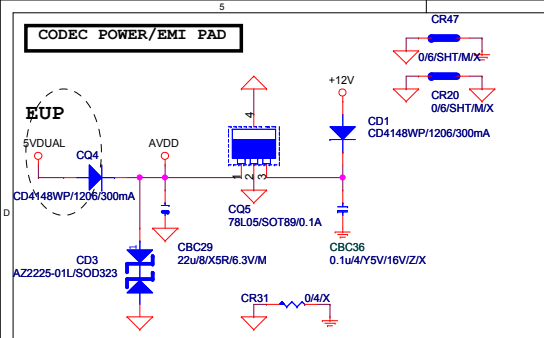 5
CODEC POWER/EMI PAD
CR47
0/6/SHT/M/X
CR20
0/6/SHT/M/X
+12V
4
CD1
CD4148WP/1206/300mA
EUP
5VDUAL
AVDD
CQ4
CD4148WP/1206/300mA
1
2
3
D
CQ5
78L05/SOT89/0.1A
CD3
AZ2225-01L/SOD323
1
CBC29
22u/8/X5R/6.3V/M
CBC36
0.1u/4/Y5V/16V/Z/X
CR31
0/4/X